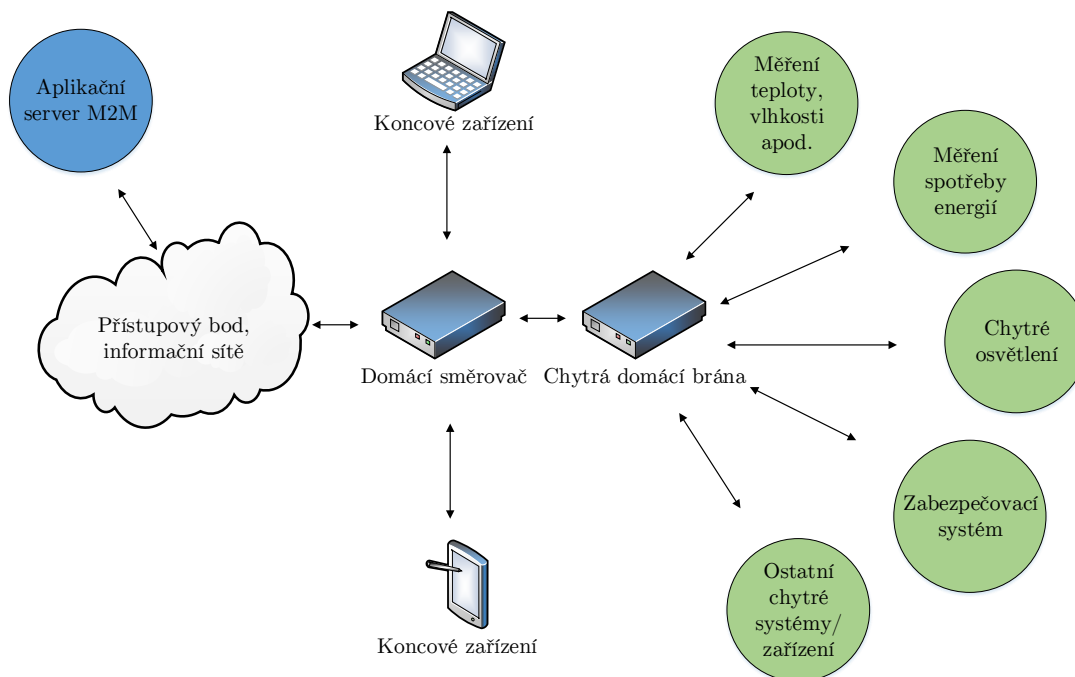 Aplikační
server M2M
Koncové zařízení
Měření
teploty,
vlhkosti
apod.
Měření
spotřeby
energií
Přístupový bod,
informační sítě
Domácí směrovač
Chytrá domácí brána
Chytré
osvětlení
Zabezpečovací
systém
Koncové zařízení
Ostatní
chytré
systémy/
zařízení